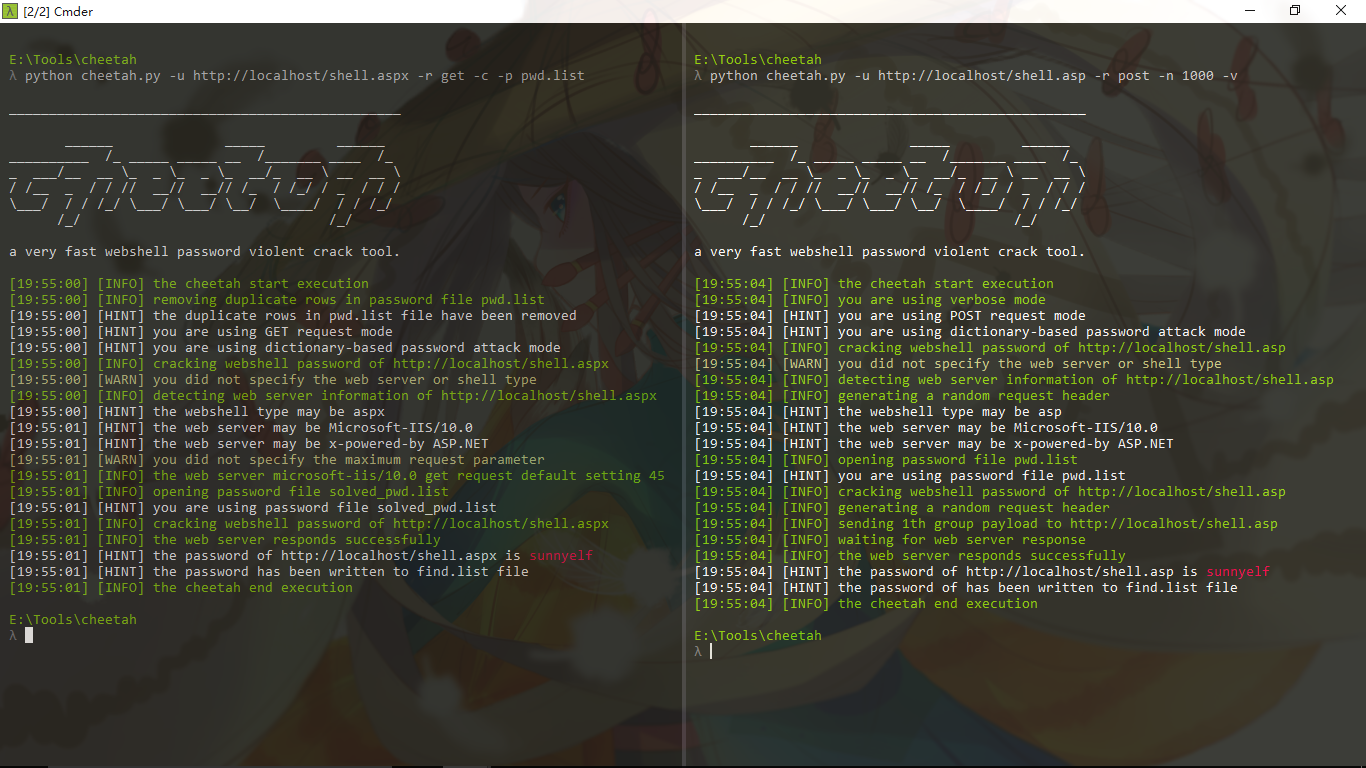 [2/2] Cmder
E:\Tools\cheetah
λ python cheetah.py -u http://localhost/shell.aspx -r get -c -p pwd.list
cheetah
a very fast webshell password violent crack tool.
[19:55:00] [INFO] the cheetah start execution
[19:55:00] [INFO] removing duplicate rows in password file pwd.list
[19:55:00] [HINT] the duplicate rows in pwd.list file have been removed
[19:55:00] [HINT] you are using GET request mode
[19:55:00] [HINT] you are using dictionary-based password attack mode
[19:55:00] [INFO] cracking webshell password of http://localhost/shell.aspx
[19:55:00] [WARN] you did not specify the web server or shell type
[19:55:00] [INFO] detecting web server information of http://localhost/shell.aspx
[19:55:00] [HINT] the webshell type may be aspx
[19:55:01] [HINT] the web server may be Microsoft-IIS/10.0
[19:55:01] [HINT] the web server may be x-powered-by ASP.NET
[19:55:01] [WARN] you did not specify the maximum request parameter
[19:55:01] [INFO] the web server microsoft-iis/10.0 get request default setting 45
[19:55:01] [INFO] opening password file solved_pwd.list
[19:55:01] [HINT] you are using password file solved_pwd.list
[19:55:01] [INFO] cracking webshell password of http://localhost/shell.aspx
[19:55:01] [INFO] the web server responds successfully
[19:55:01] [HINT] the password of http://localhost/shell.aspx is sunnyelf
[19:55:01] [HINT] the password has been written to find.list file
[19:55:01] [INFO] the cheetah end execution
E:\Tools\cheetah
λ
E:\Tools\cheetah
λ python cheetah.py -u http://localhost/shell.asp -r post -n 1000 -v
cheetah
a very fast webshell password violent crack tool.
[19:55:04] [INFO] the cheetah start execution
[19:55:04] [INFO] you are using verbose mode
[19:55:04] [HINT] you are using POST request mode
[19:55:04] [HINT] you are using dictionary-based password attack mode
[19:55:04] [INFO] cracking webshell password of http://localhost/shell.asp
[19:55:04] [WARN] you did not specify the web server or shell type
[19:55:04] [INFO] detecting web server information of http://localhost/shell.asp
[19:55:04] [INFO] generating a random request header
[19:55:04] [HINT] the webshell type may be asp
[19:55:04] [HINT] the web server may be Microsoft-IIS/10.0
[19:55:04] [HINT] the web server may be x-powered-by ASP.NET
[19:55:04] [INFO] opening password file pwd.list
[19:55:04] [HINT] you are using password file pwd.list
[19:55:04] [INFO] cracking webshell password of http://localhost/shell.asp
[19:55:04] [INFO] generating a random request header
[19:55:04] [INFO] sending 1th group payload to http://localhost/shell.asp
[19:55:04] [INFO] waiting for web server response
[19:55:04] [INFO] the web server responds successfully
[19:55:04] [HINT] the password of http://localhost/shell.asp is sunnyelf
[19:55:04] [HINT] the password of has been written to find.list file
[19:55:04] [INFO] the cheetah end execution
E:\Tools\cheetah
λ